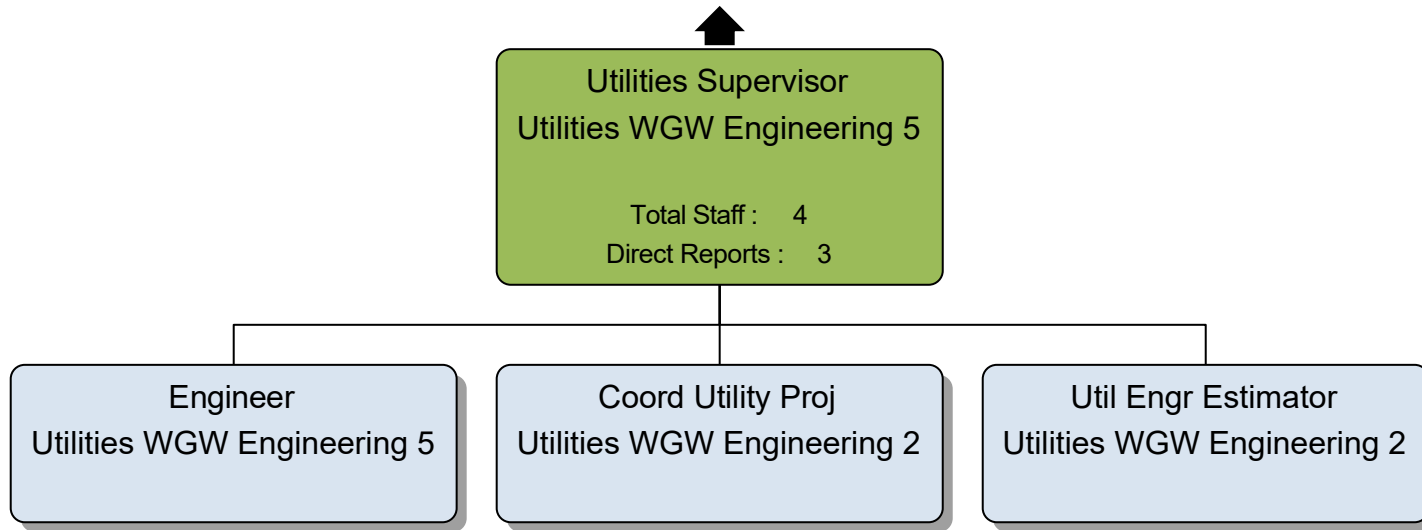 Utilities Supervisor
Utilities WGW Engineering 5
Total Staff : 4
Direct Reports : 3
Engineer
Utilities WGW Engineering 5
Coord Utility Proj
Utilities WGW Engineering 2
Util Engr Estimator
Utilities WGW Engineering 2